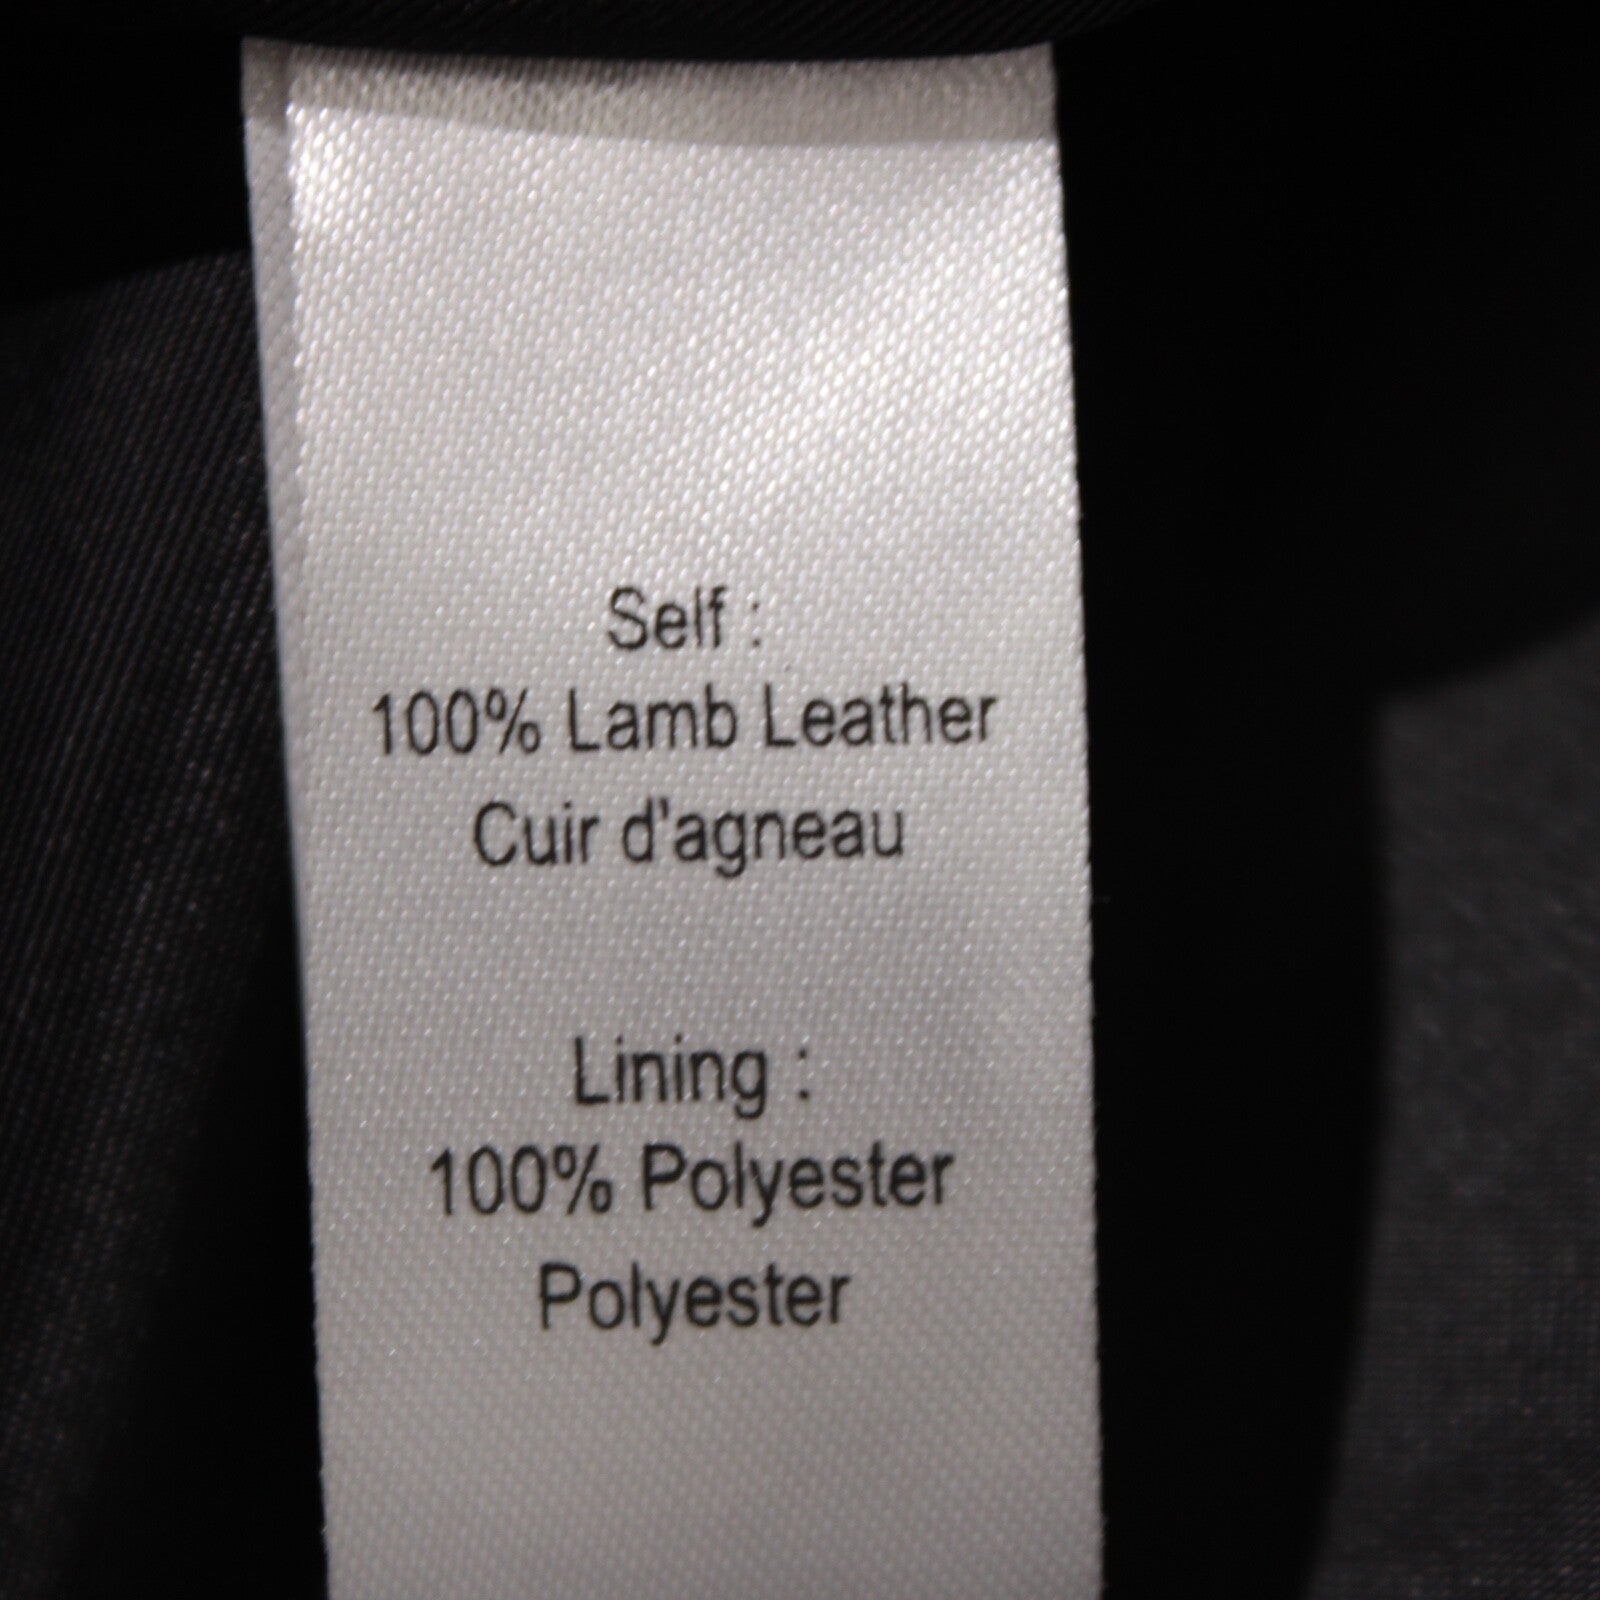 Self :
100% Lamb Leather
Cuir d'agneau
Lining :
100% Polyester
Polyester